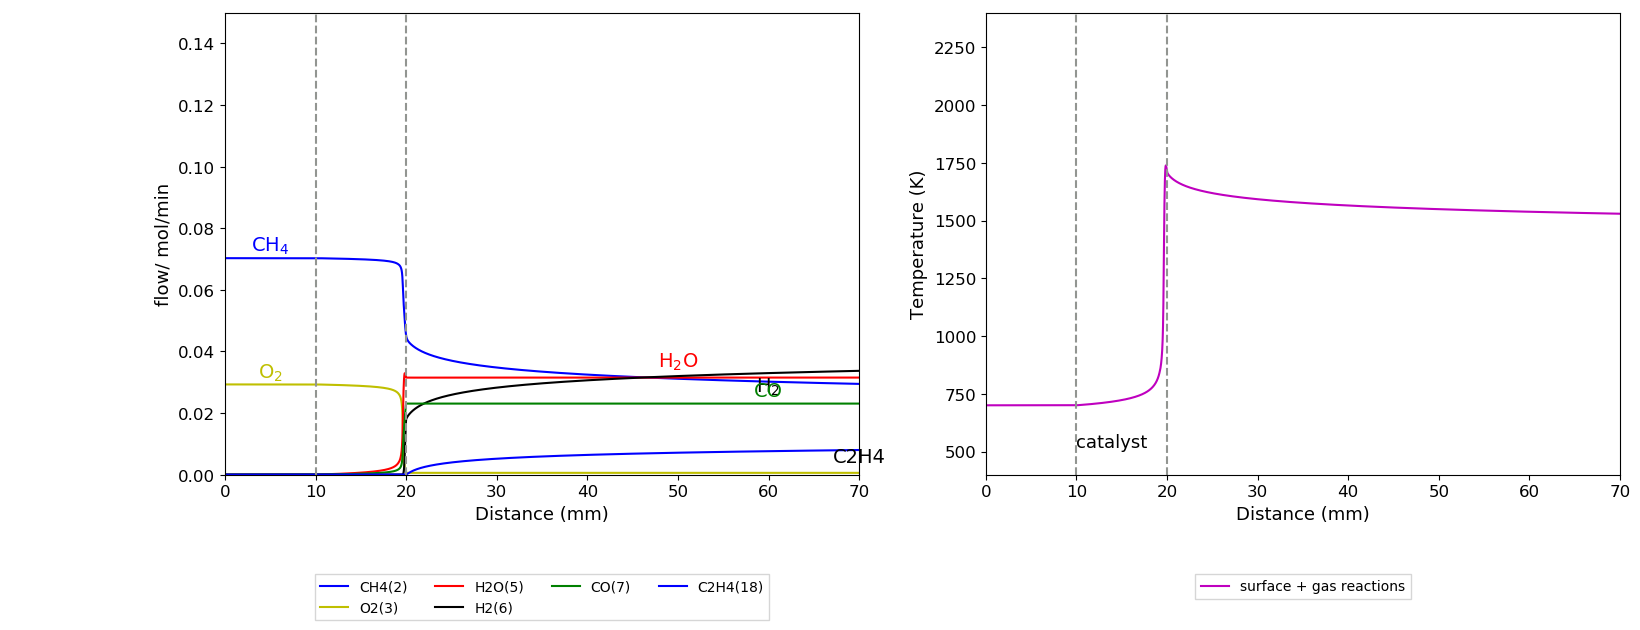 0.14
0.12
0.10
0.08
0.06
0.04
0.02
0.00
flow/ mol/min
CH₄
O₂
H₂O
H₂
CO
C2H4
0 10 20 30 40 50 60 70
Distance (mm)
CH4(2) H2O(5) CO(7) C2H4(18)
O2(3) H2(6)
2250
2000
1750
1500
1250
1000
750
500
Temperature (K)
catalyst
0 10 20 30 40 50 60 70
Distance (mm)
surface + gas reactions